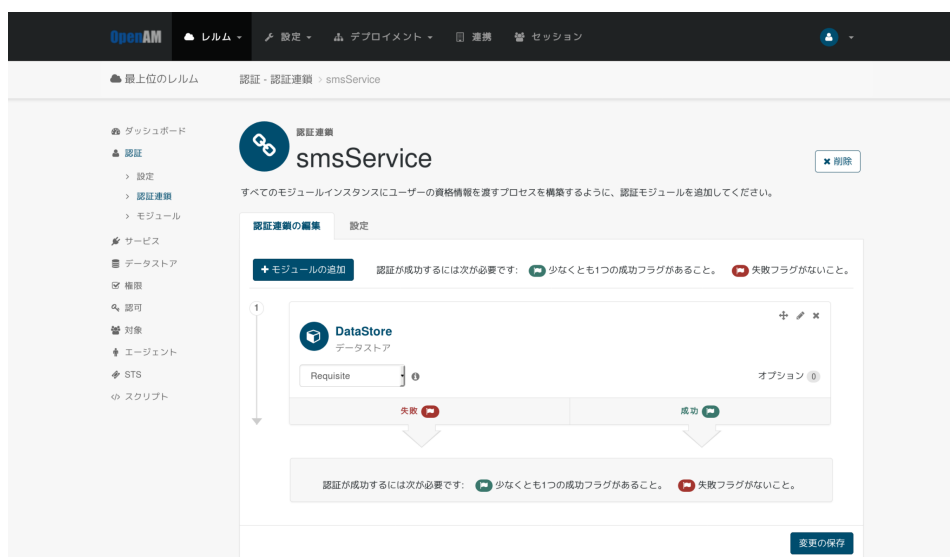 OpenAM レルム 設定 デプロイメント 連携 セッション
最上位のレルム 認証 - 認証連鎖 > smsService
ダッシュボード
認証
> 設定
> 認証連鎖
> モジュール
サービス
データストア
権限
認可
対象
エージェント
STS
スクリプト
認証連鎖
smsService
削除
すべてのモジュールインスタンスにユーザーの資格情報を渡すプロセスを構築するように、認証モジュールを追加してください。
認証連鎖の編集 設定
モジュールの追加 認証が成功するには次が必要です: 少なくとも1つの成功フラグがあること。 失敗フラグがないこと。
1
DataStore
データストア
Requisite オプション 0
失敗 成功
認証が成功するには次が必要です: 少なくとも1つの成功フラグがあること。 失敗フラグがないこと。
変更の保存